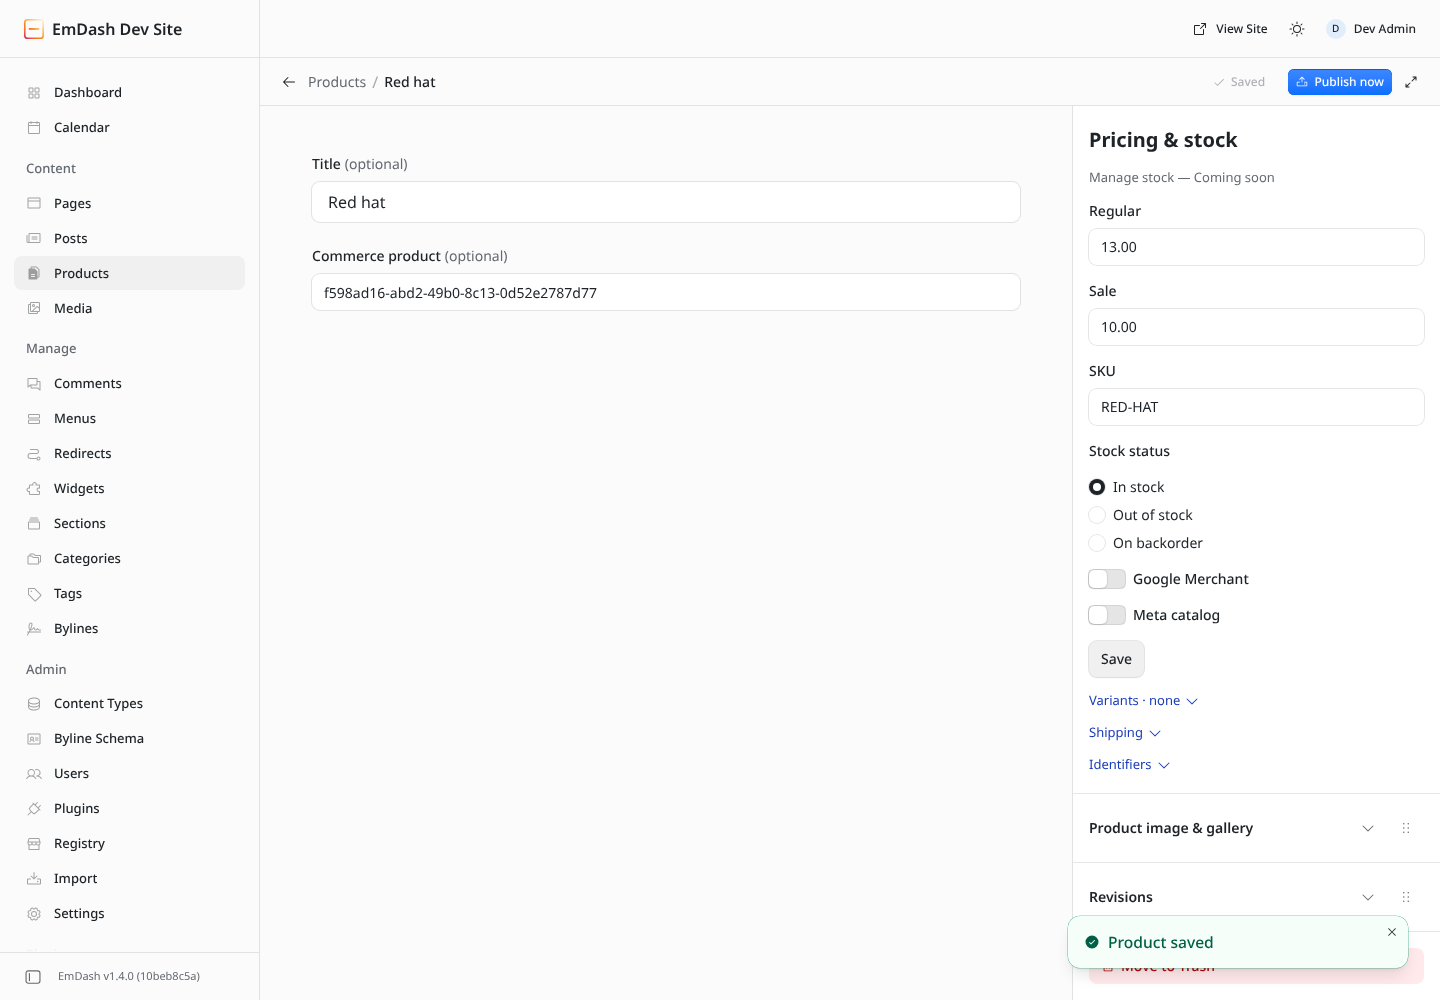 EmDash Dev Site
View Site
D
Dev Admin
Dashboard
Calendar
Content
Pages
Posts
Products
Media
Manage
Comments
Menus
Redirects
Widgets
Sections
Categories
Tags
Bylines
Admin
Content Types
Byline Schema
Users
Plugins
Registry
Import
Settings
EmDash v1.4.0 (10beb8c5a)
Products / Red hat
Saved
Publish now
Title (optional)
Red hat
Commerce product (optional)
f598ad16-abd2-49b0-8c13-0d52e2787d77
Pricing & stock
Manage stock — Coming soon
Regular
13.00
Sale
10.00
SKU
RED-HAT
Stock status
In stock
Out of stock
On backorder
Google Merchant
Meta catalog
Save
Variants · none
Shipping
Identifiers
Product image & gallery
Revisions
Product saved
Move to Trash